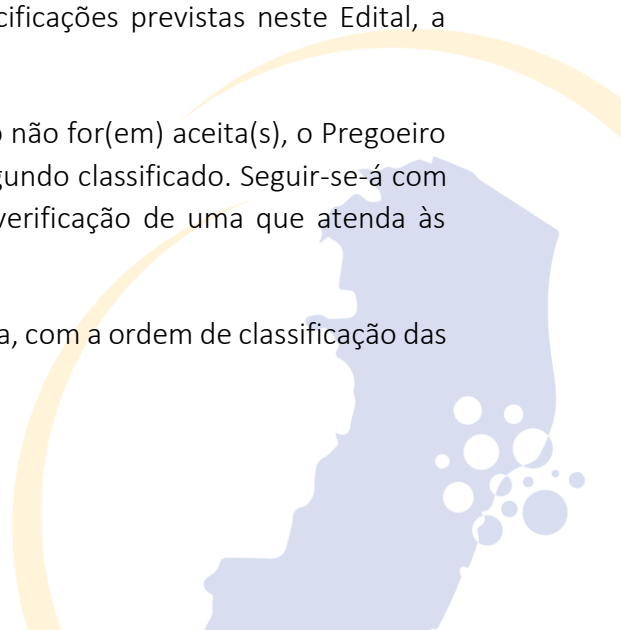 cificações previstas neste Edital, a
não for(em) aceita(s), o Pregoeiro
gundo classificado. Seguir-se-á com
verificação de uma que atenda às
a, com a ordem de classificação das